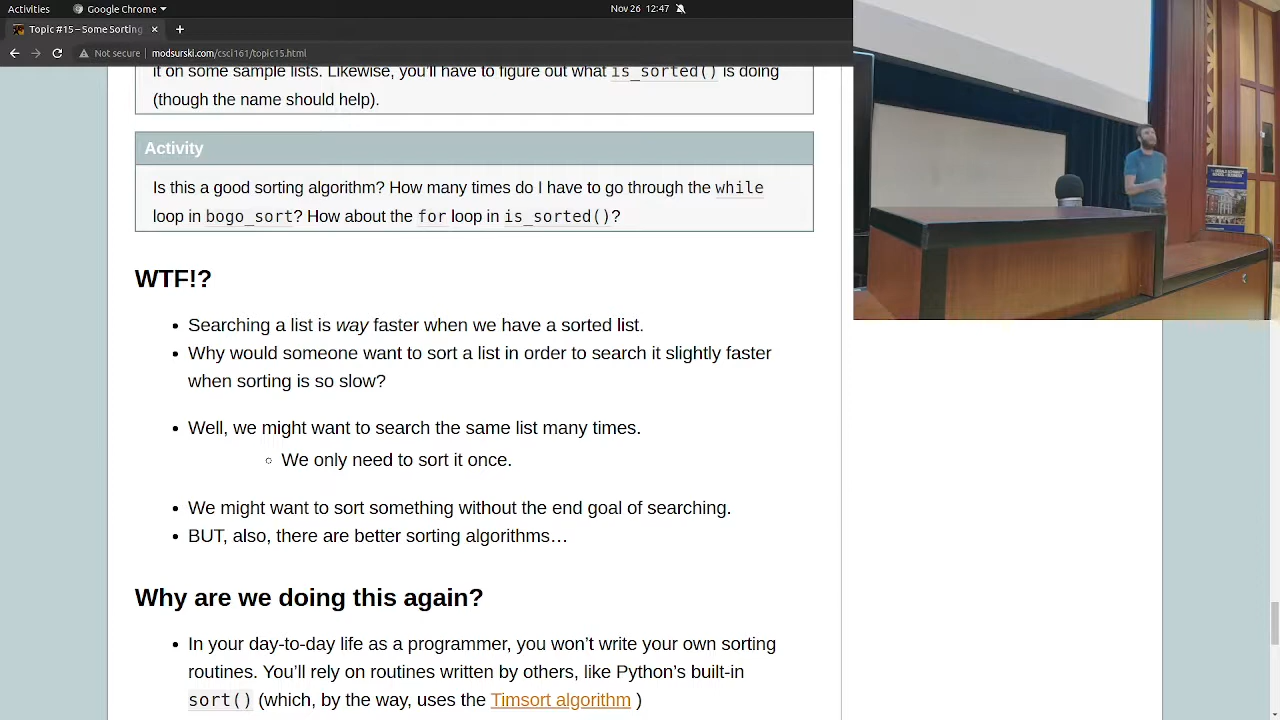 Activities
Google Chrome
Nov 26 12:47
Topic #15 – Some Sorting
Not secure
modsurski.com/csci161/topic15.html
it on some sample lists. Likewise, you'll have to figure out what is_sorted() is doing
(though the name should help).
Activity
Is this a good sorting algorithm? How many times do I have to go through the while
loop in bogo_sort? How about the for loop in is_sorted()?
WTF!?
Searching a list is way faster when we have a sorted list.
Why would someone want to sort a list in order to search it slightly faster
when sorting is so slow?
Well, we might want to search the same list many times.
We only need to sort it once.
We might want to sort something without the end goal of searching.
BUT, also, there are better sorting algorithms…
Why are we doing this again?
In your day-to-day life as a programmer, you won't write your own sorting
routines. You'll rely on routines written by others, like Python's built-in
sort() (which, by the way, uses the Timsort algorithm )